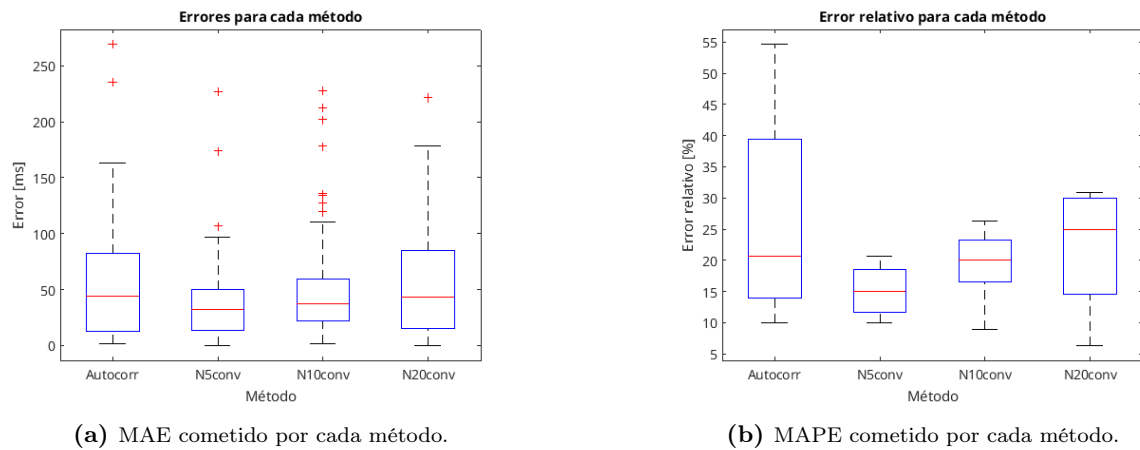 Errores para cada método
Error [ms]
250
200
150
100
50
0
Autocorr N5conv N10conv N20conv
Método
(a) MAE cometido por cada método.
Error relativo para cada método
Error relativo [%]
55
50
45
40
35
30
25
20
15
10
5
Autocorr N5conv N10conv N20conv
Método
(b) MAPE cometido por cada método.